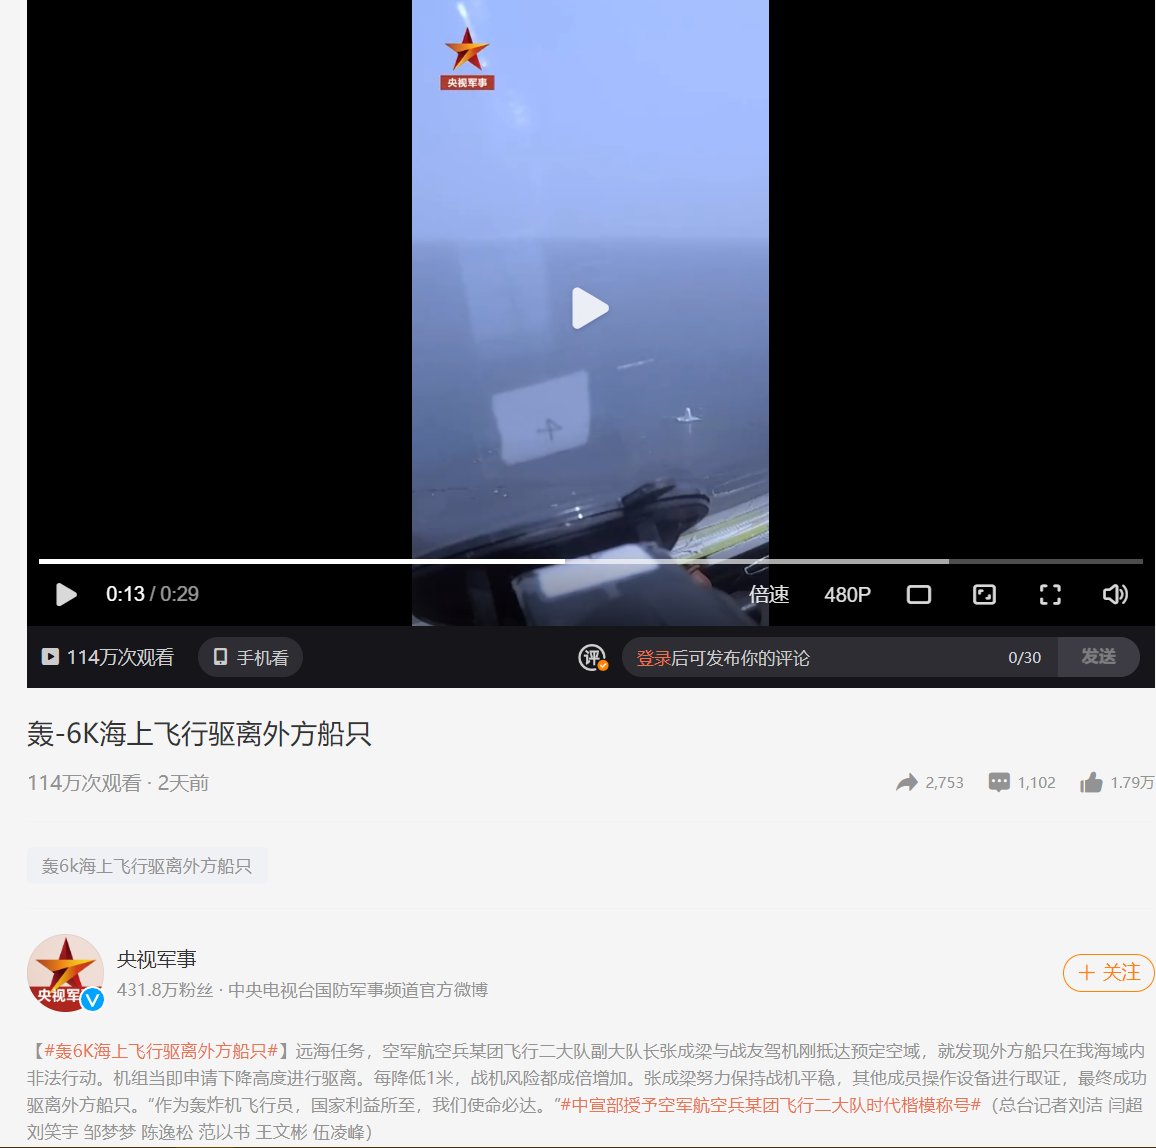 央视军事
0:13 / 0:29
倍速
480P
114万次观看
手机看
评
登录后可发布你的评论
0/30
发送
轰-6K海上飞行驱离外方船只
114万次观看 · 2天前
2,753
1,102
1.79万
轰6k海上飞行驱离外方船只
央视军事
央视军
431.8万粉丝 · 中央电视台国防军事频道官方微博
+ 关注
【#轰6K海上飞行驱离外方船只#】远海任务，空军航空兵某团飞行二大队副大队长张成梁与战友驾机刚抵达预定空域，就发现外方船只在我海域内
非法行动。机组当即申请下降高度进行驱离。每降低1米，战机风险都成倍增加。张成梁努力保持战机平稳，其他成员操作设备进行取证，最终成功
驱离外方船只。“作为轰炸机飞行员，国家利益所至，我们使命必达。”#中宣部授予空军航空兵某团飞行二大队时代楷模称号#（总台记者刘洁 闫超
刘笑宇 邹梦梦 陈逸松 范以书 王文彬 伍凌峰）